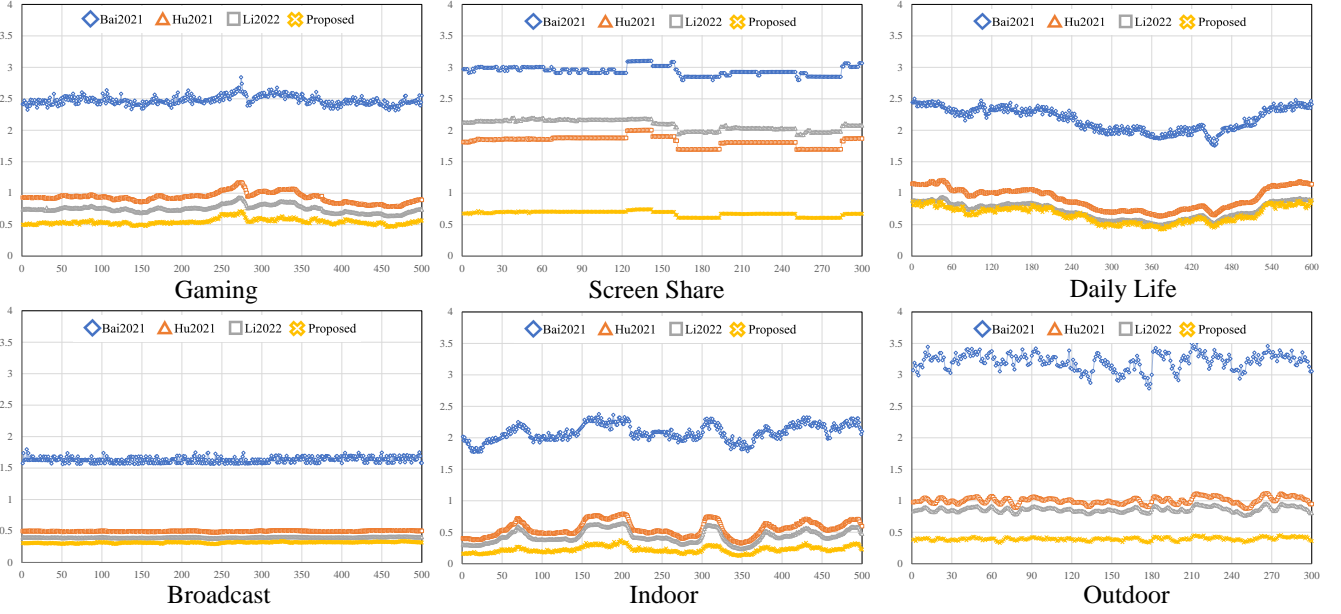 4 3.5 3 2.5 2 1.5 1 0.5 0
Bai2021 Hu2021 Li2022 Proposed
0 50 100 150 200 250 300 350 400 450 500
Gaming
4 3.5 3 2.5 2 1.5 1 0.5 0
Bai2021 Hu2021 Li2022 Proposed
0 30 60 90 120 150 180 210 240 270 300
Screen Share
4 3.5 3 2.5 2 1.5 1 0.5 0
Bai2021 Hu2021 Li2022 Proposed
0 60 120 180 240 300 360 420 480 540 600
Daily Life
4 3.5 3 2.5 2 1.5 1 0.5 0
Bai2021 Hu2021 Li2022 Proposed
0 50 100 150 200 250 300 350 400 450 500
Broadcast
4 3.5 3 2.5 2 1.5 1 0.5 0
Bai2021 Hu2021 Li2022 Proposed
0 50 100 150 200 250 300 350 400 450 500
Indoor
4 3.5 3 2.5 2 1.5 1 0.5 0
Bai2021 Hu2021 Li2022 Proposed
0 30 60 90 120 150 180 210 240 270 300
Outdoor